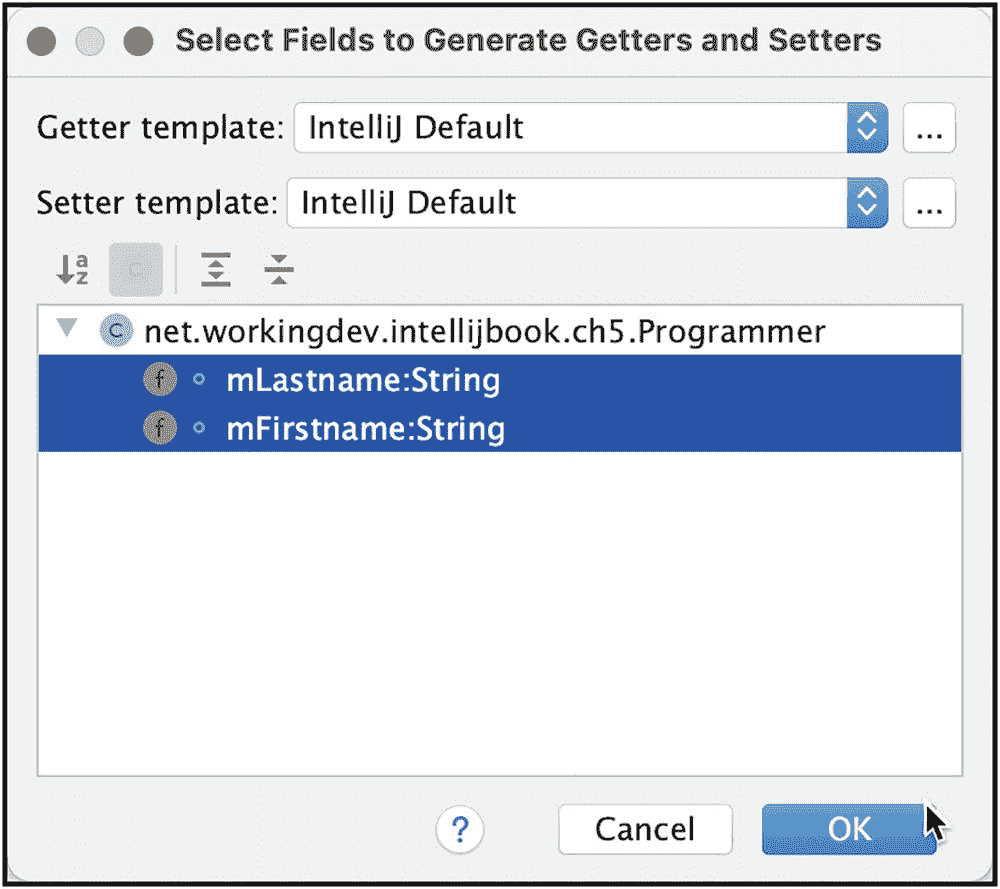 Select Fields to Generate Getters and Setters
Getter template: IntelliJ Default ...
Setter template: IntelliJ Default ...
a
z
C
C net.workingdev.intellijbook.ch5.Programmer
f mLastname:String
f mFirstname:String
? Cancel OK